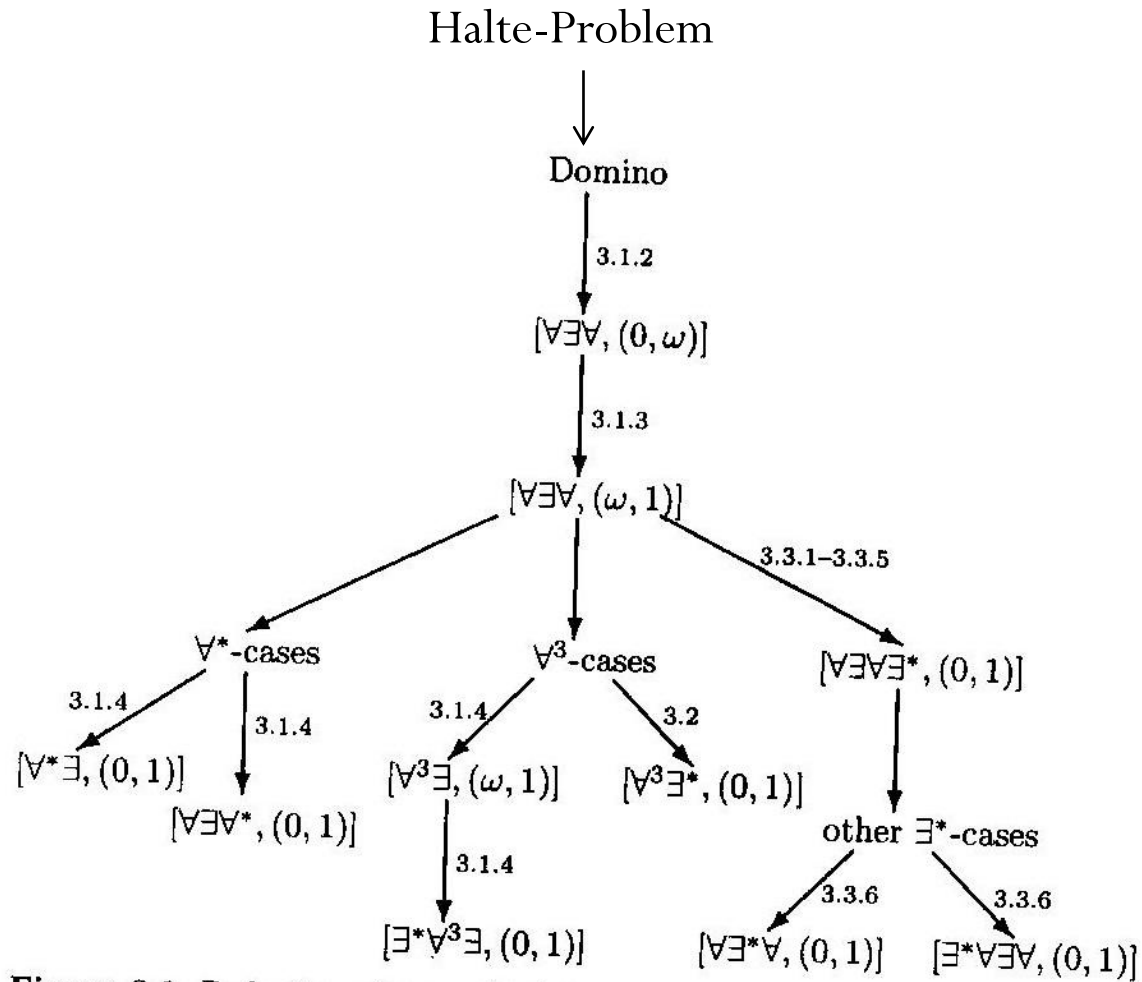 Halte-Problem
Domino
3.1.2
[∀∃∀, (0, ω)]
3.1.3
[∀∃∀, (ω, 1)]
3.3.1–3.3.5
∀*-cases
∀³-cases
[∀∃∀∃*, (0, 1)]
3.1.4
3.1.4
3.1.4
3.2
[∀*∃, (0, 1)]
[∀∃∀*, (0, 1)]
[∀³∃, (ω, 1)]
[∀³∃*, (0, 1)]
other ∃*-cases
3.1.4
3.3.6
3.3.6
[∃*∀³∃, (0, 1)]
[∀∃*∀, (0, 1)]
[∃*∀∃∀, (0, 1)]